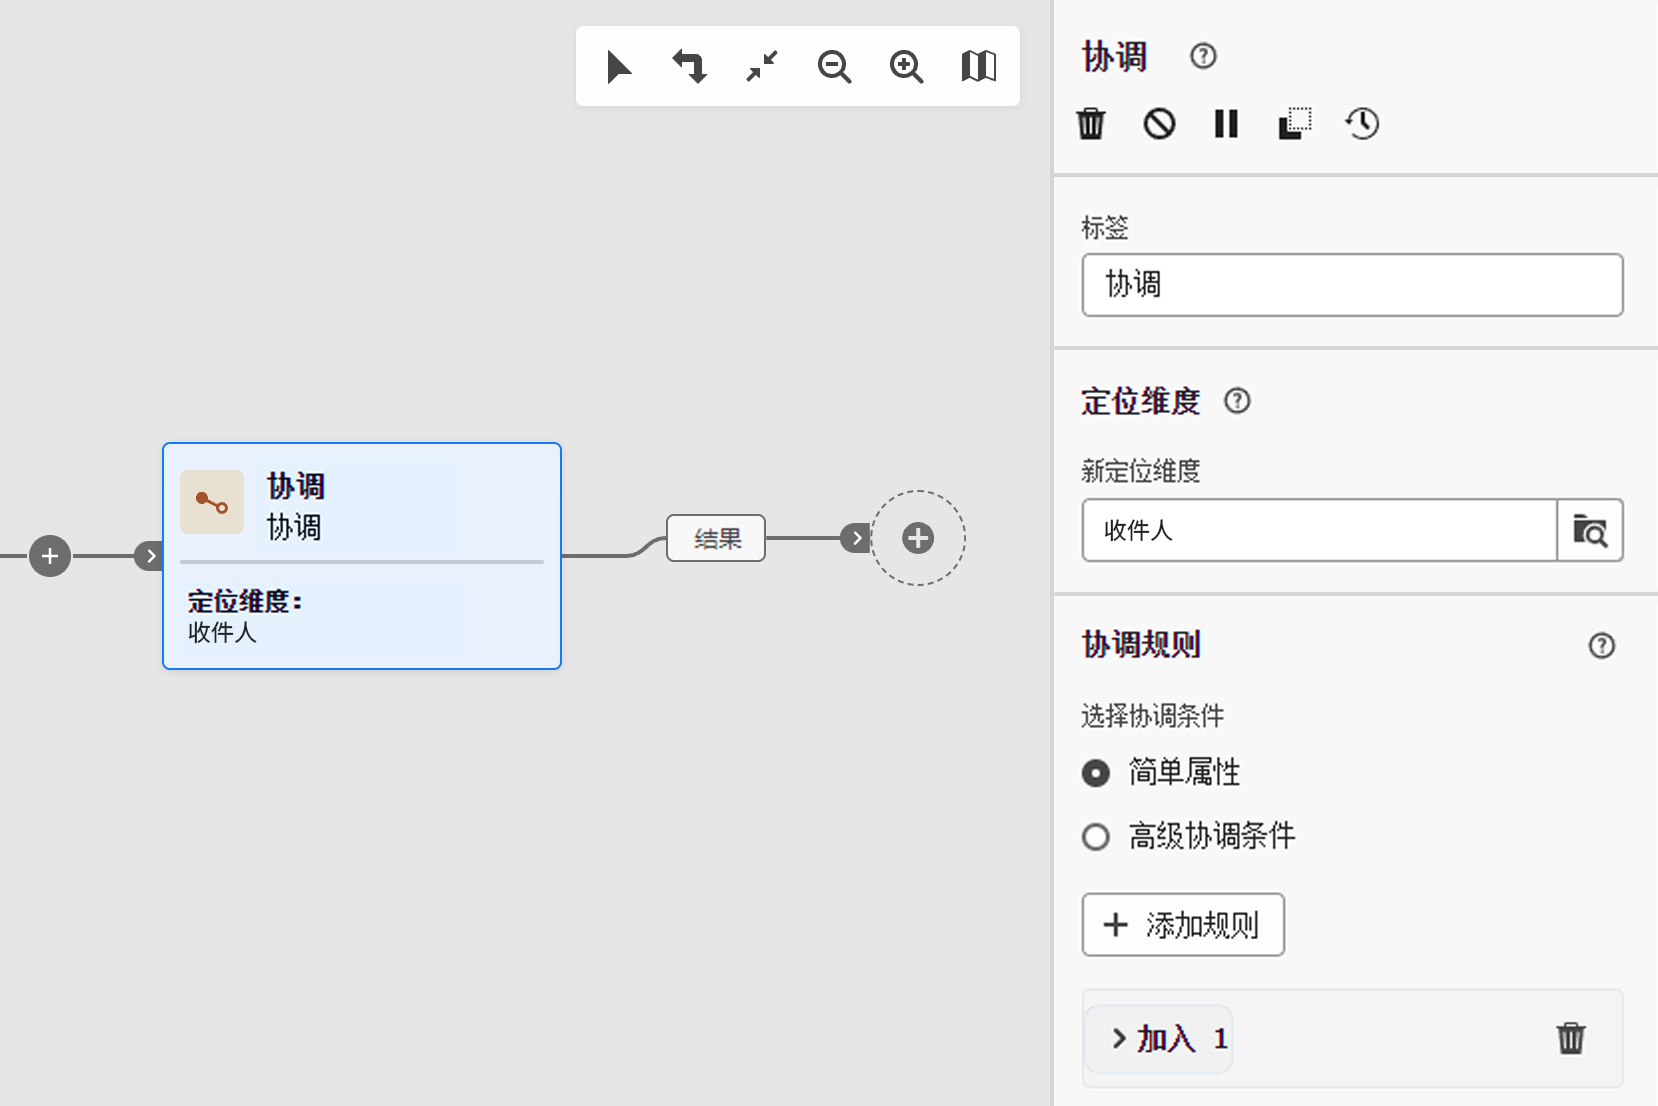 协调
标签
协调
定位维度
新定位维度
收件人
协调规则
选择协调条件
简单属性
高级协调条件
添加规则
加入 1
协调
协调
定位维度：
收件人
结果